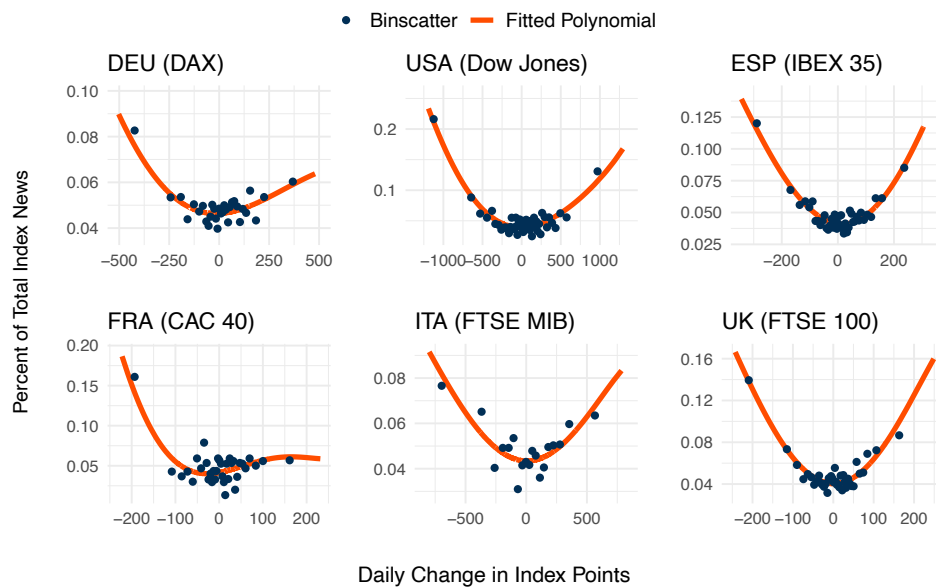 Binscatter Fitted Polynomial
DEU (DAX) USA (Dow Jones) ESP (IBEX 35)
0.10
0.08
0.06
0.04
−500 −250 0 250 500
0.2
0.1
−1000 −500 0 500 1000
0.125
0.100
0.075
0.050
0.025
−200 0 200
FRA (CAC 40) ITA (FTSE MIB) UK (FTSE 100)
0.20
0.15
0.10
0.05
−200 −100 0 100 200
0.08
0.06
0.04
−500 0 500
0.16
0.12
0.08
0.04
−200 −100 0 100 200
Percent of Total Index News
Daily Change in Index Points